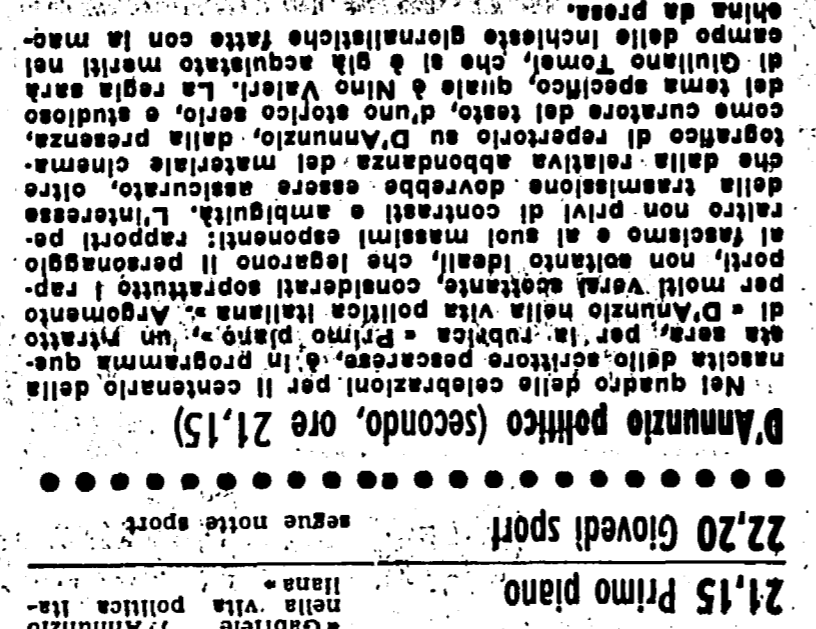 21,15 Primo piano
« Gabriele D'Annunzio
nella vita politica ita-
liana »
22,20 Giovedì sport
segue notte sport
D'Annunzio politico (secondo, ore 21,15)
Nel quadro delle celebrazioni per il centenario della
nascita dello scrittore pescarese, è in programma que-
sta sera, per la rubrica « Primo piano », un ritratto
di « D'Annunzio nella vita politica italiana ». Argomento
per molti versi scottante, considerati soprattutto i rap-
porti, non soltanto ideali, che legarono il personaggio
al fascismo e ai suoi massimi esponenti: rapporti pe-
raltro non privi di contrasti e ambiguità. L'interesse
della trasmissione dovrebbe essere assicurato, oltre
che dalla relativa abbondanza del materiale cinema-
tografico di repertorio su D'Annunzio, dalla presenza,
come curatore del testo, d'uno storico serio, e studioso
del tema specifico, quale è Nino Valeri. La regia sarà
di Giuliano Tomei, che si è già acquistato meriti nel
campo delle inchieste giornalistiche fatte con la mac-
china da presa.